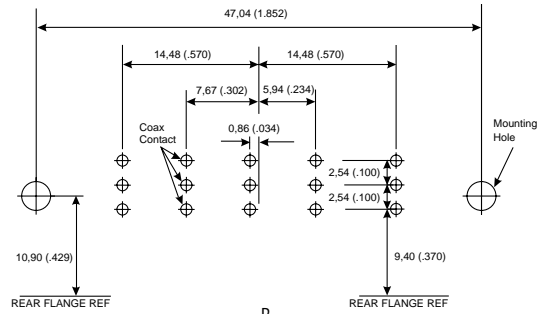 47,04 (1.852)
14,48 (.570)
14,48 (.570)
7,67 (.302)
5,94 (.234)
Coax
Contact
0,86 (.034)
Mounting
Hole
2,54 (.100)
2,54 (.100)
10,90 (.429)
9,40 (.370)
REAR FLANGE REF
REAR FLANGE REF